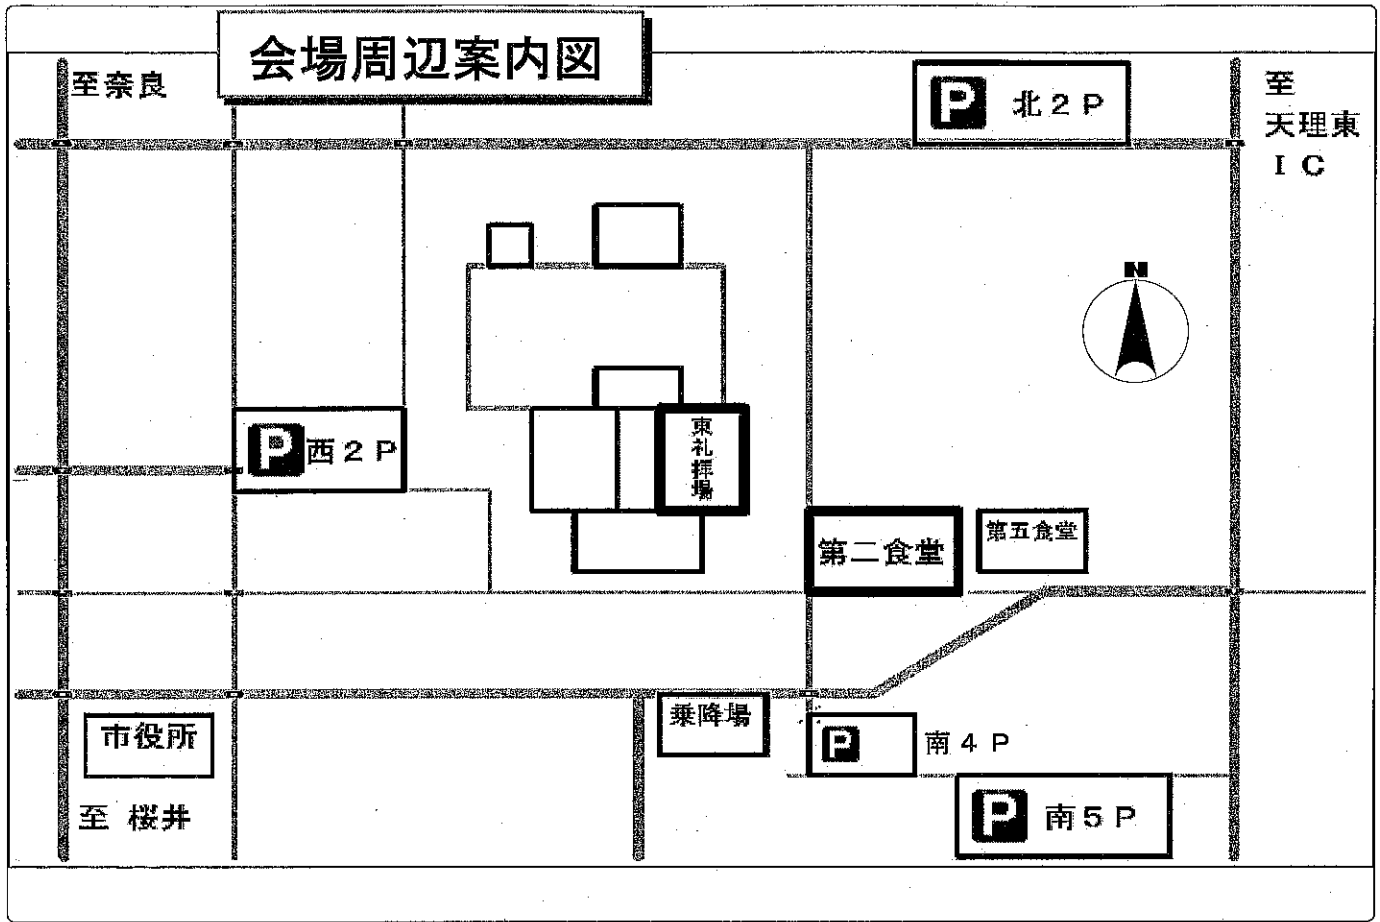 会場周辺案内図
至奈良
P 北２Ｐ
至
天理東
ＩＣ
N
P 西２Ｐ
東礼拝場
第二食堂
第五食堂
乗降場
市役所
P 南４Ｐ
至 桜井
P 南５Ｐ